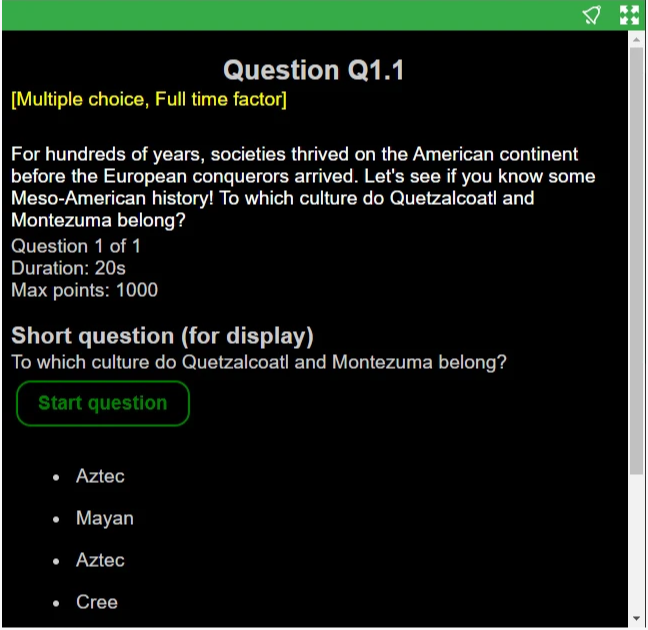 Question Q1.1
[Multiple choice, Full time factor]
For hundreds of years, societies thrived on the American continent
before the European conquerors arrived. Let's see if you know some
Meso-American history! To which culture do Quetzalcoatl and
Montezuma belong?
Question 1 of 1
Duration: 20s
Max points: 1000
Short question (for display)
To which culture do Quetzalcoatl and Montezuma belong?
Start question
• Aztec
• Mayan
• Aztec
• Cree